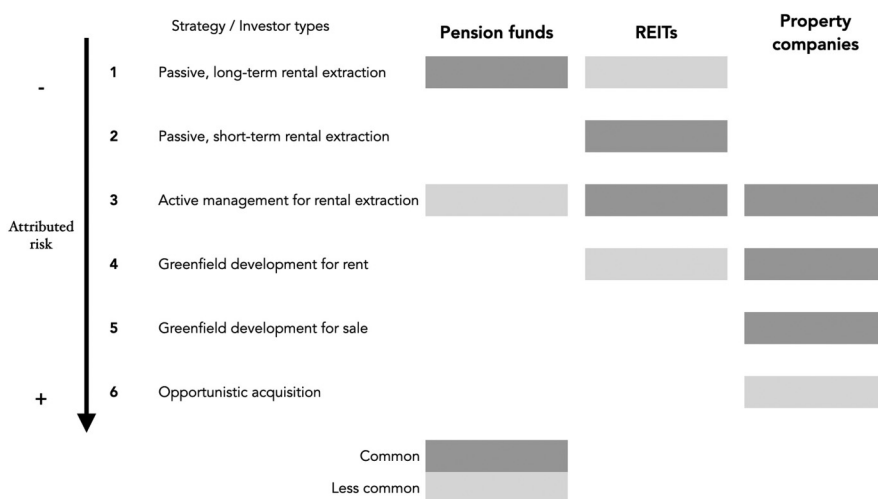 Strategy / Investor types
Pension funds
REITs
Property
companies
-
1 Passive, long-term rental extraction
2 Passive, short-term rental extraction
3 Active management for rental extraction
Attributed
risk
4 Greenfield development for rent
5 Greenfield development for sale
+
6 Opportunistic acquisition
Common
Less common